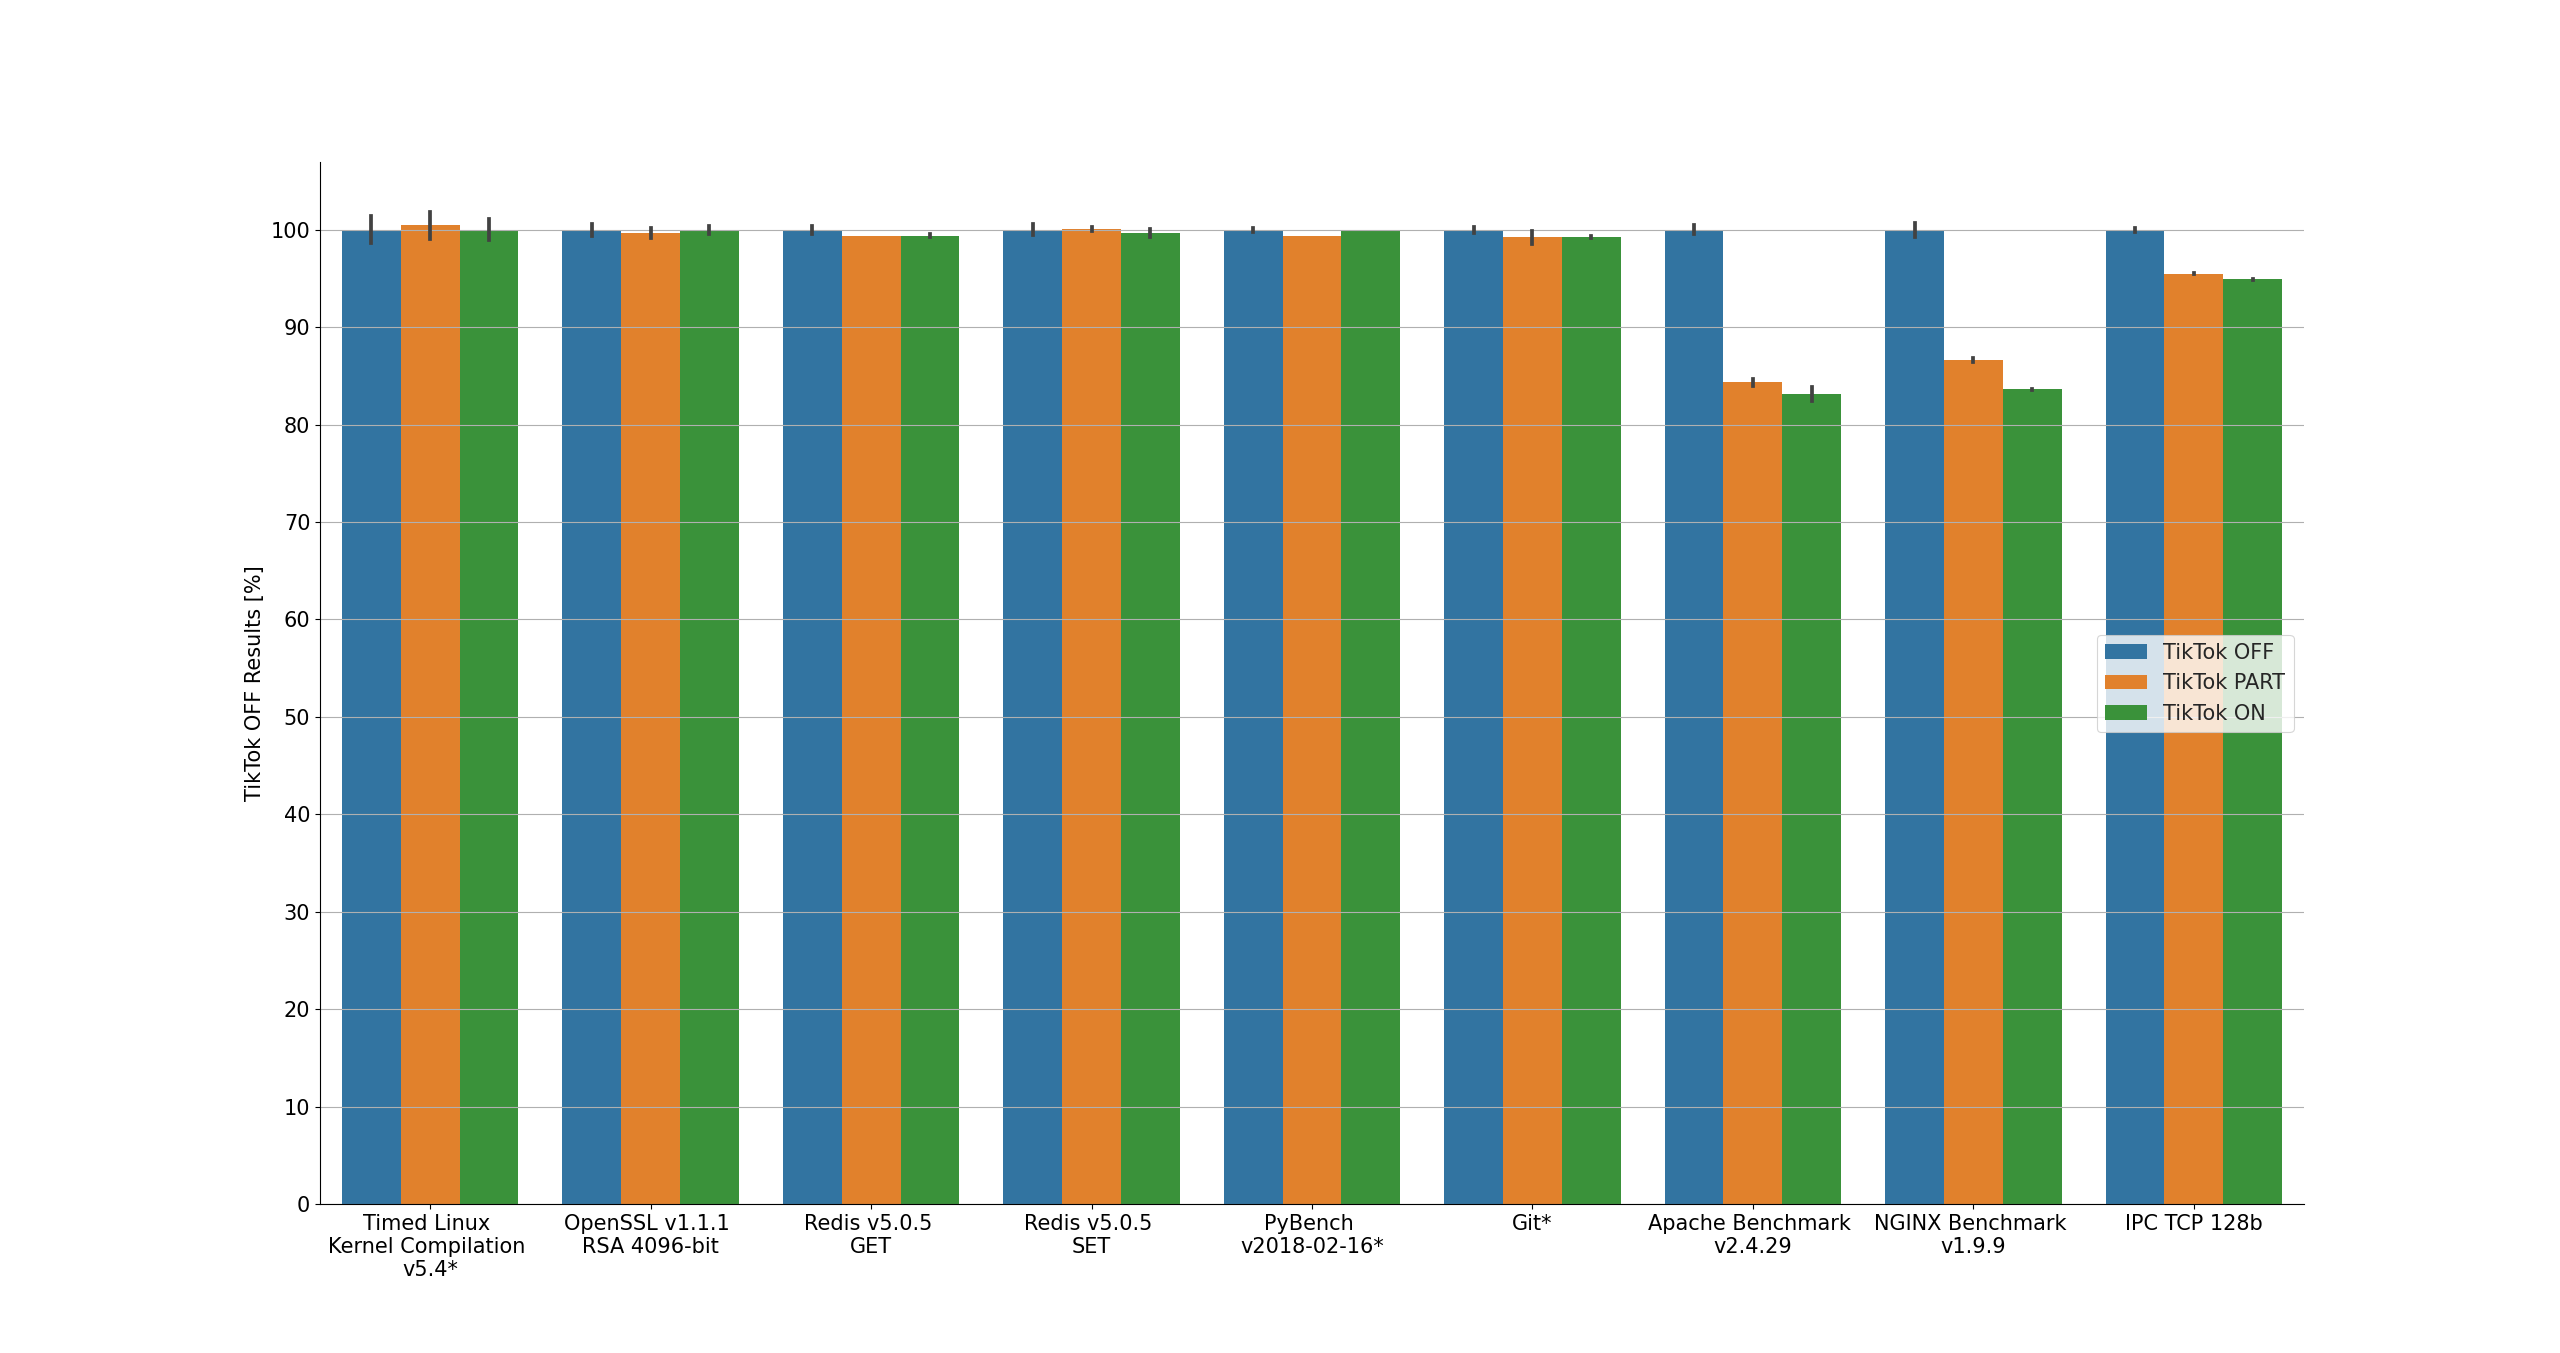 TikTok OFF Results [%]
100
90
80
70
60
50
40
30
20
10
0
Timed Linux
Kernel Compilation
v5.4*
OpenSSL v1.1.1
RSA 4096-bit
Redis v5.0.5
GET
Redis v5.0.5
SET
PyBench
v2018-02-16*
Git*
Apache Benchmark
v2.4.29
NGINX Benchmark
v1.9.9
IPC TCP 128b
TikTok OFF
TikTok PART
TikTok ON